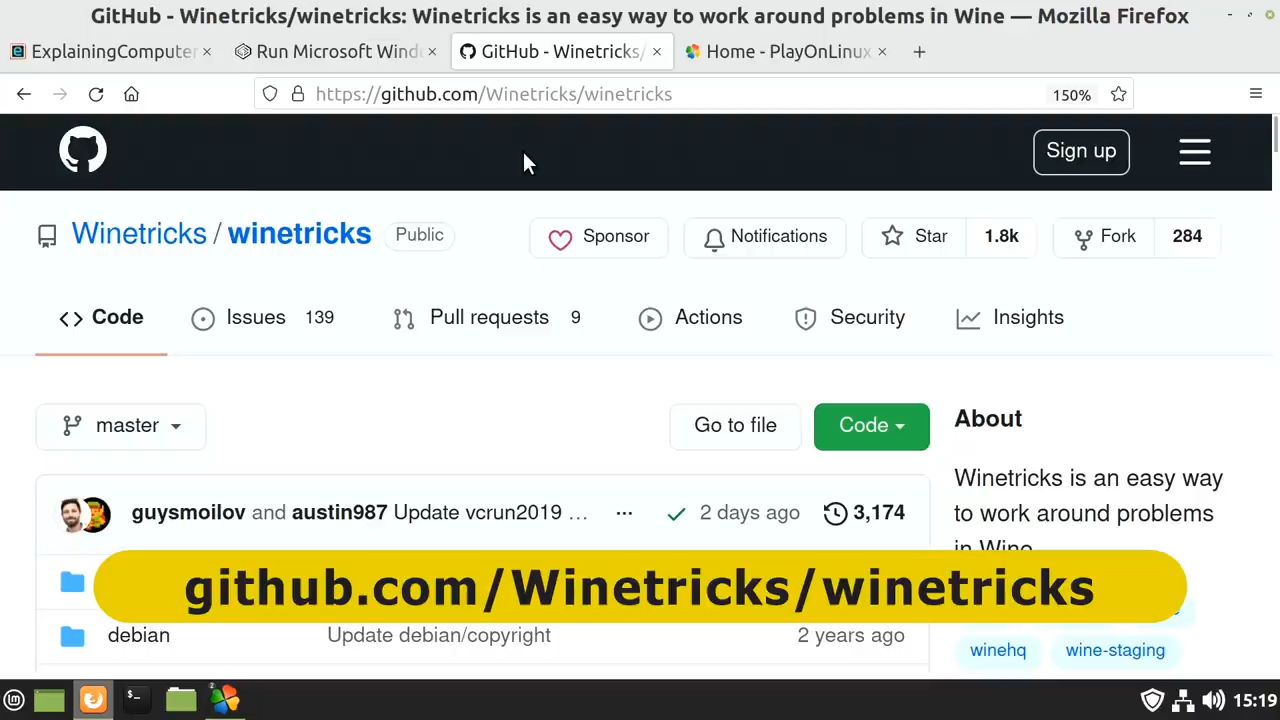 GitHub - Winetricks/winetricks: Winetricks is an easy way to work around problems in Wine — Mozilla Firefox
ExplainingComputer
Run Microsoft Wind
GitHub - Winetricks/
Home - PlayOnLinux
https://github.com/Winetricks/winetricks
150%
Sign up
Winetricks / winetricks
Public
Sponsor
Notifications
Star 1.8k
Fork 284
Code
Issues 139
Pull requests 9
Actions
Security
Insights
master
Go to file
Code
About
Winetricks is an easy way
to work around problems
in Wine
guysmoilov and austin987 Update vcrun2019 … ... 2 days ago 3,174
github.com/Winetricks/winetricks
debian Update debian/copyright 2 years ago
winehq wine-staging
2
15:19